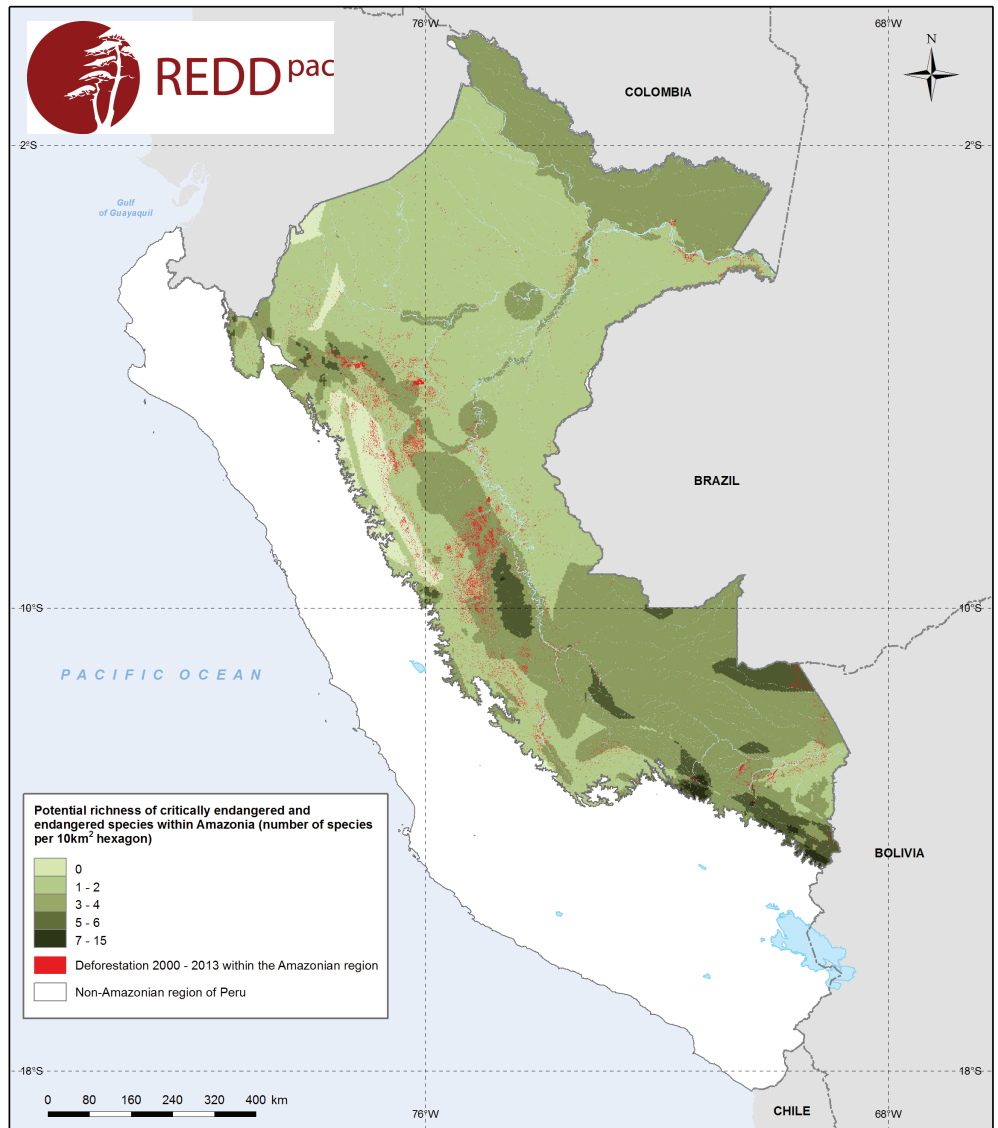 76°W
68°W
REDD pac
N
COLOMBIA
2°S
2°S
Gulf
of Guayaquil
BRAZIL
10°S
10°S
PACIFIC OCEAN
Potential richness of critically endangered and
endangered species within Amazonia (number of species
per 10km² hexagon)
0
1 - 2
3 - 4
5 - 6
7 - 15
Deforestation 2000 - 2013 within the Amazonian region
Non-Amazonian region of Peru
BOLIVIA
18°S
18°S
0 80 160 240 320 400 km
76°W
68°W
CHILE